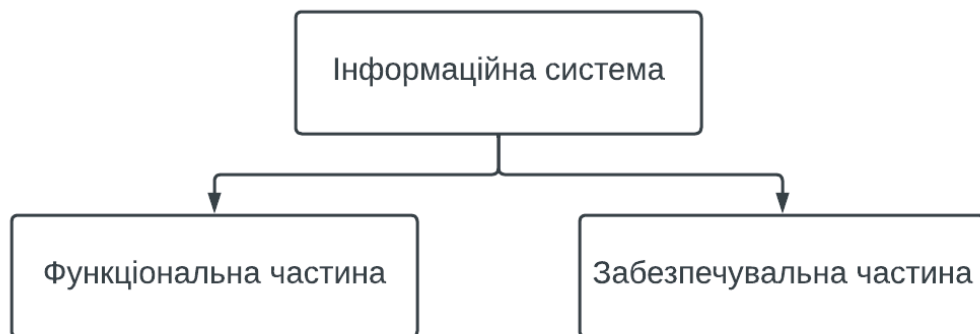 Інформаційна система
Функціональна частина
Забезпечувальна частина